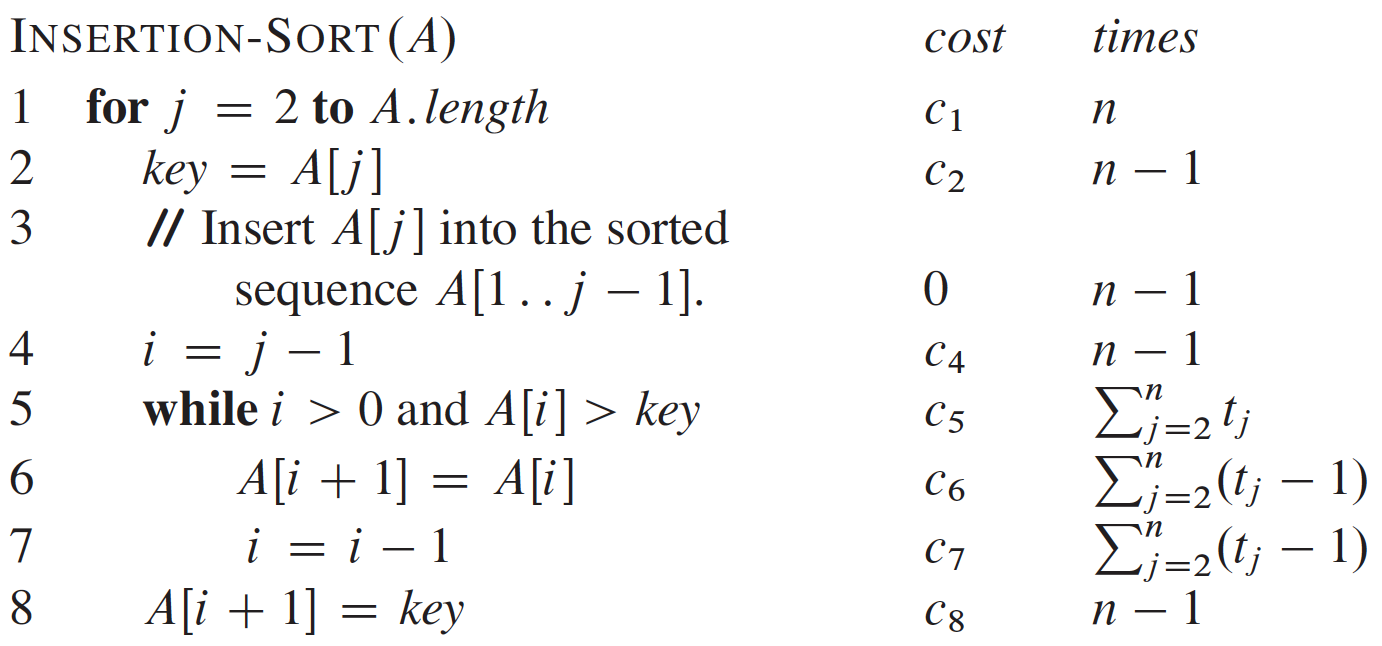 INSERTION-SORT(A) cost times
1 for j = 2 to A.length c₁ n
2 key = A[j] c₂ n − 1
3 // Insert A[j] into the sorted
sequence A[1 . . j − 1]. 0 n − 1
4 i = j − 1 c₄ n − 1
5 while i > 0 and A[i] > key c₅ ∑ⁿⱼ₌₂ tⱼ
6 A[i + 1] = A[i] c₆ ∑ⁿⱼ₌₂(tⱼ − 1)
7 i = i − 1 c₇ ∑ⁿⱼ₌₂(tⱼ − 1)
8 A[i + 1] = key c₈ n − 1